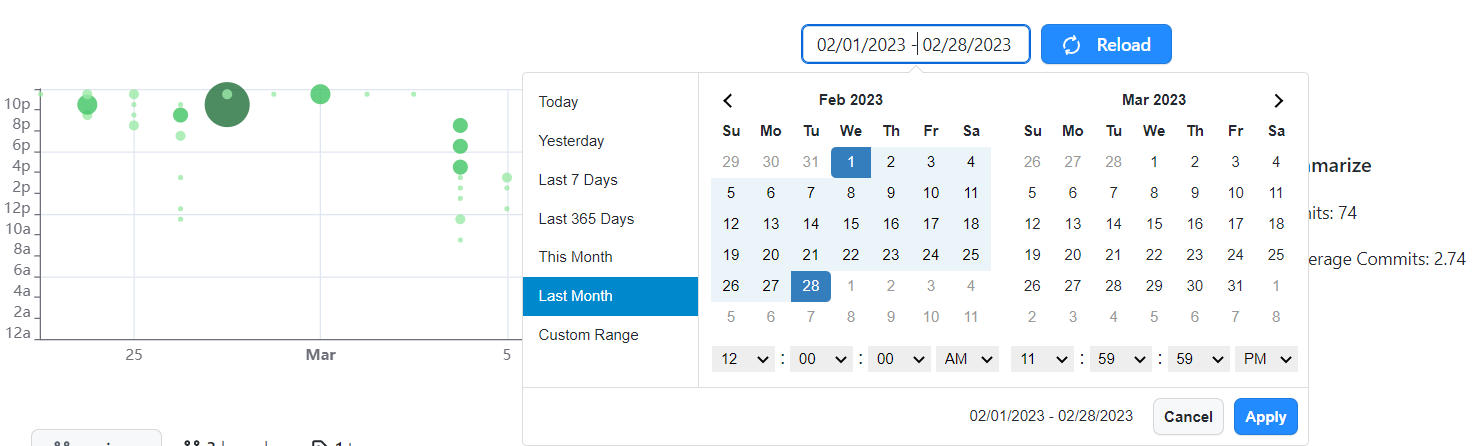 02/01/2023 - 02/28/2023
Reload
10p
8p
6p
4p
2p
12p
10a
8a
6a
4a
2a
12a
25
Mar
5
Today
Yesterday
Last 7 Days
Last 365 Days
This Month
Last Month
Custom Range
Feb 2023
Su Mo Tu We Th Fr Sa
29 30 31 1 2 3 4
5 6 7 8 9 10 11
12 13 14 15 16 17 18
19 20 21 22 23 24 25
26 27 28 1 2 3 4
5 6 7 8 9 10 11
12 : 00 : 00 AM
Mar 2023
Su Mo Tu We Th Fr Sa
26 27 28 1 2 3 4
5 6 7 8 9 10 11
12 13 14 15 16 17 18
19 20 21 22 23 24 25
26 27 28 29 30 31 1
2 3 4 5 6 7 8
11 : 59 : 59 PM
02/01/2023 - 02/28/2023
Cancel
Apply
marize
its: 74
erage Commits: 2.74